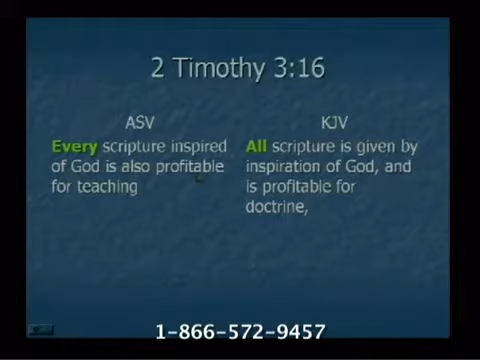 2 Timothy 3:16
ASV
Every scripture inspired
of God is also profitable
for teaching
KJV
All scripture is given by
inspiration of God, and
is profitable for
doctrine,
1-866-572-9457